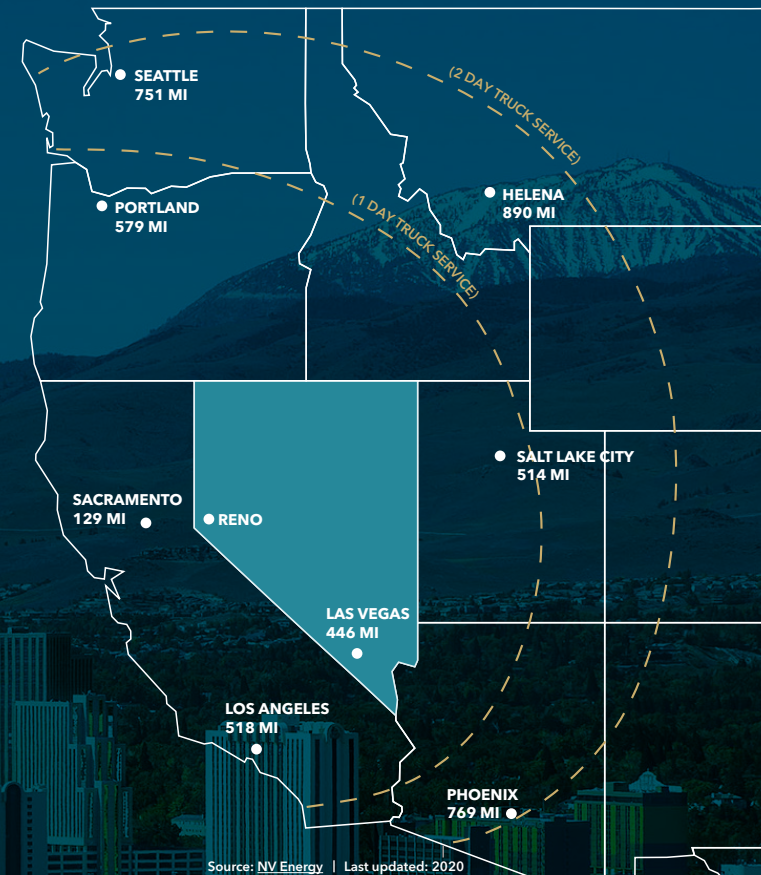 (2 DAY TRUCK SERVICE)
SEATTLE
751 MI
HELENA
890 MI
PORTLAND
579 MI
(1 DAY TRUCK SERVICE)
SALT LAKE CITY
514 MI
SACRAMENTO
129 MI
RENO
LAS VEGAS
446 MI
LOS ANGELES
518 MI
PHOENIX
769 MI
Source: NV Energy | Last updated: 2020